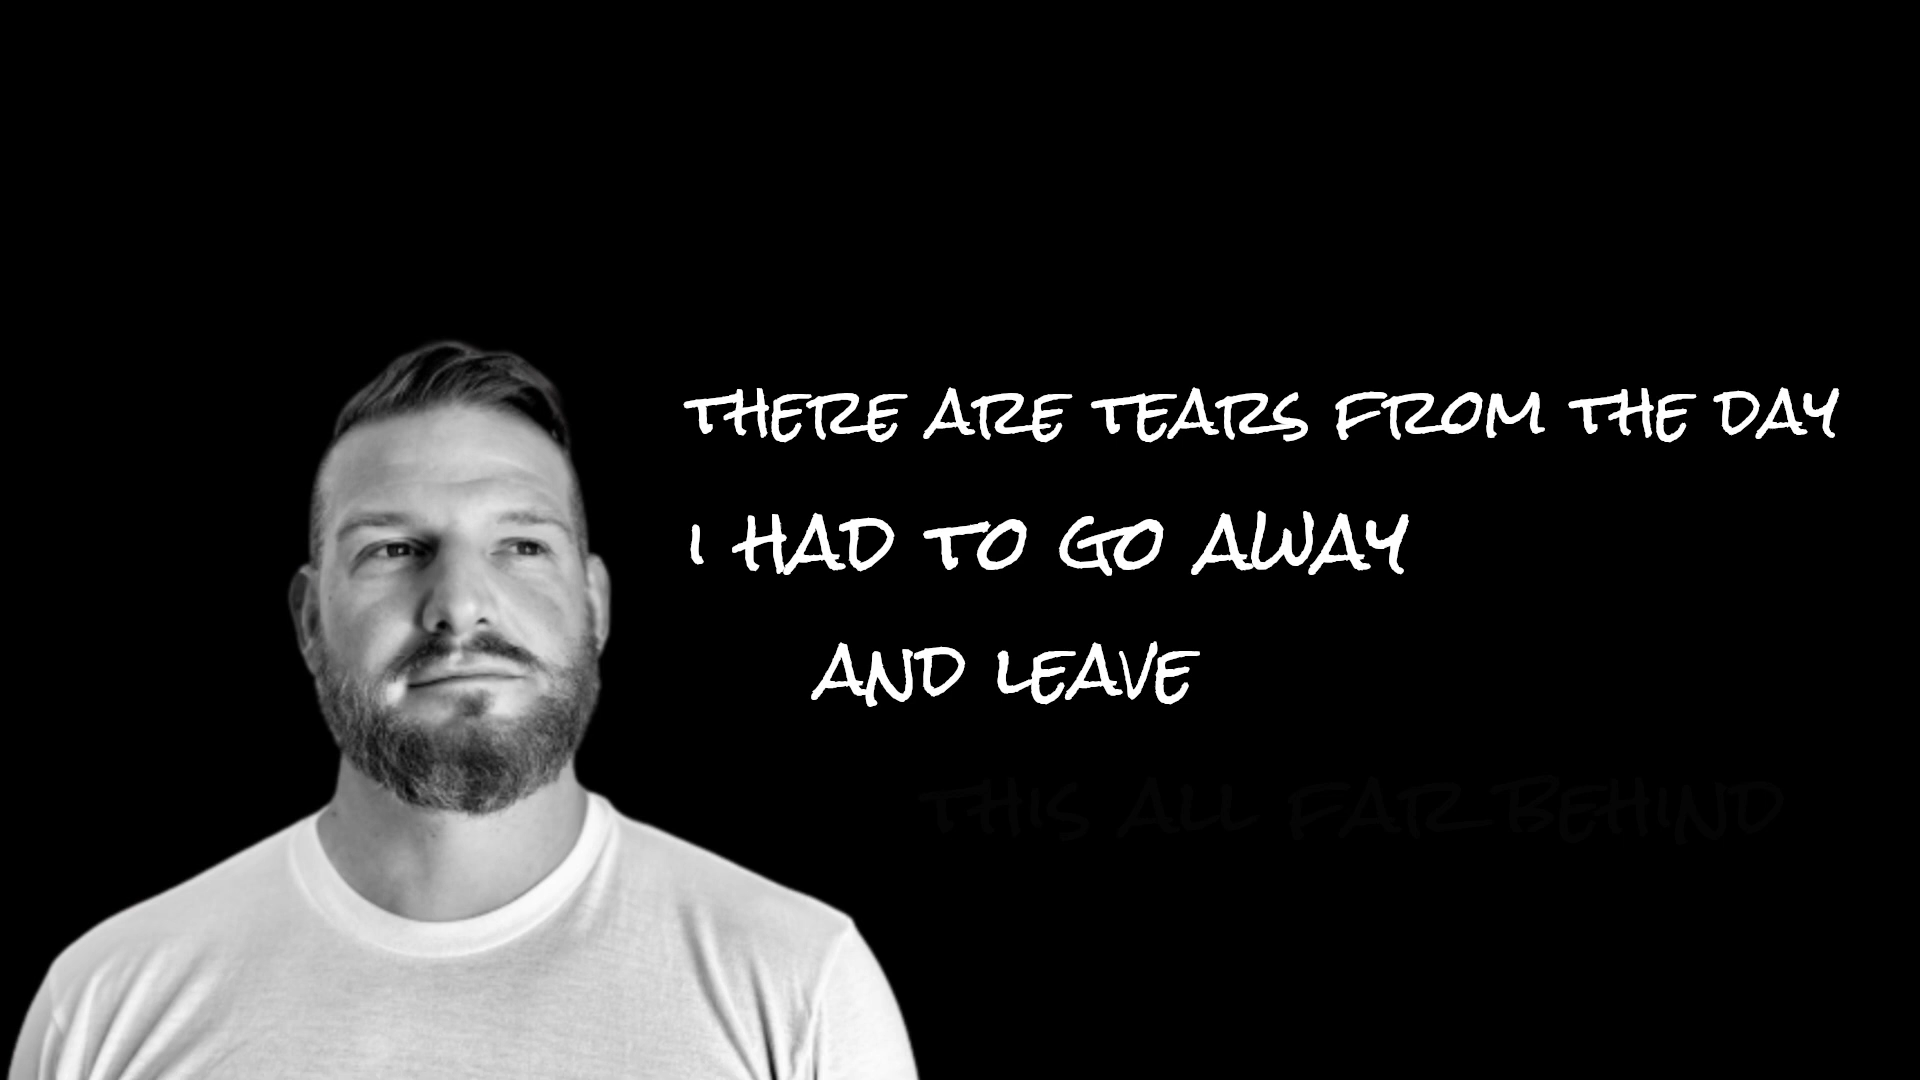 THERE ARE TEARS FROM THE DAY
I HAD TO GO AWAY
AND LEAVE
THIS ALL FAR BEHIND